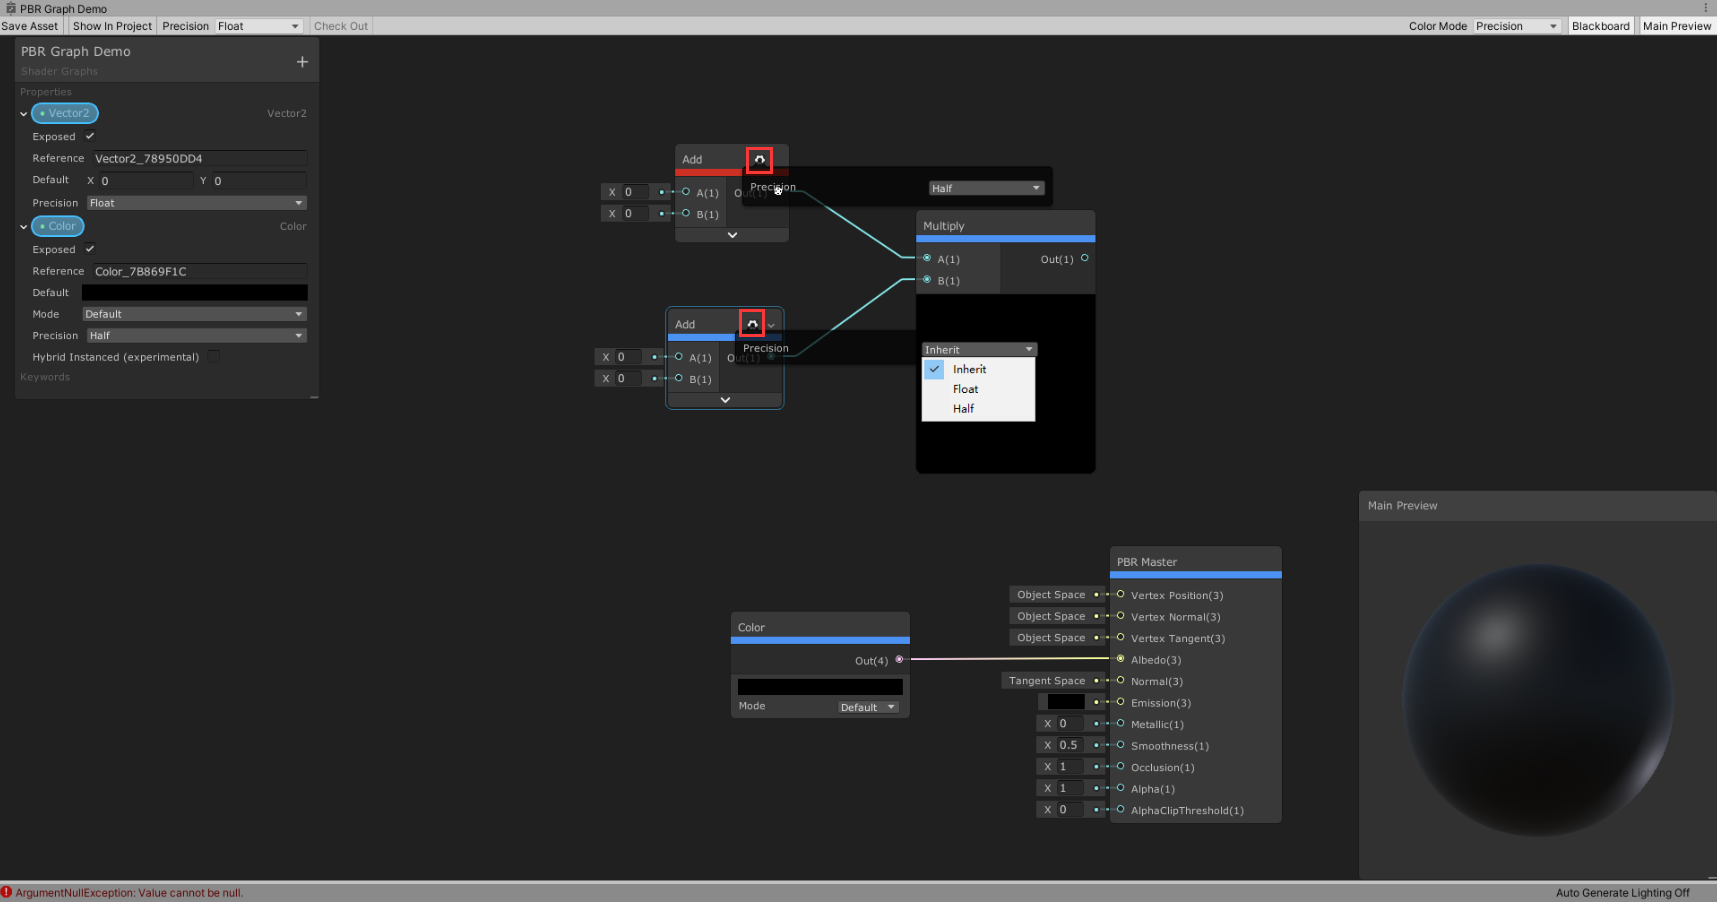 PBR Graph Demo
Save Asset Show In Project Precision Float Check Out Color Mode Precision Blackboard Main Preview
PBR Graph Demo
Shader Graphs
Properties
Vector2 Vector2
Exposed
Reference Vector2_78950DD4
Default X 0 Y 0
Precision Float
Color Color
Exposed
Reference Color_7B869F1C
Default
Mode Default
Precision Half
Hybrid Instanced (experimental)
Keywords
Add
Precision Half
X 0 A(1) Out(1)
X 0 B(1)
Multiply
A(1) Out(1)
B(1)
Add
Precision
X 0 A(1) Out(1)
X 0 B(1)
Inherit
Inherit
Float
Half
Main Preview
PBR Master
Object Space Vertex Position(3)
Object Space Vertex Normal(3)
Object Space Vertex Tangent(3)
Albedo(3)
Tangent Space Normal(3)
Emission(3)
X 0 Metallic(1)
X 0.5 Smoothness(1)
X 1 Occlusion(1)
X 1 Alpha(1)
X 0 AlphaClipThreshold(1)
Color
Out(4)
Mode Default
ArgumentNullException: Value cannot be null. Auto Generate Lighting Off